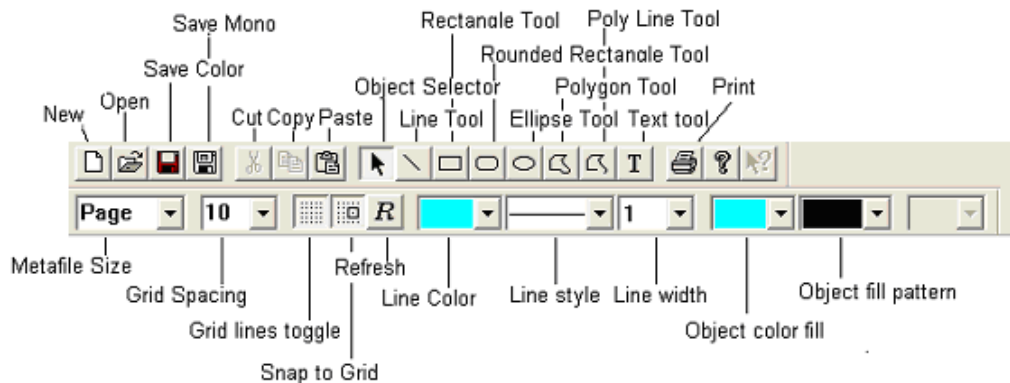 Save Mono
Rectangle Tool
Poly Line Tool
Save Color
Rounded Rectangle Tool
Object Selector
Polygon Tool
Print
Open
New
Cut Copy Paste
Line Tool
Ellipse Tool
Text tool
T
?
?
Page
10
R
1
Metafile Size
Refresh
Grid Spacing
Line Color
Line style
Line width
Object fill pattern
Grid lines toggle
Object color fill
Snap to Grid